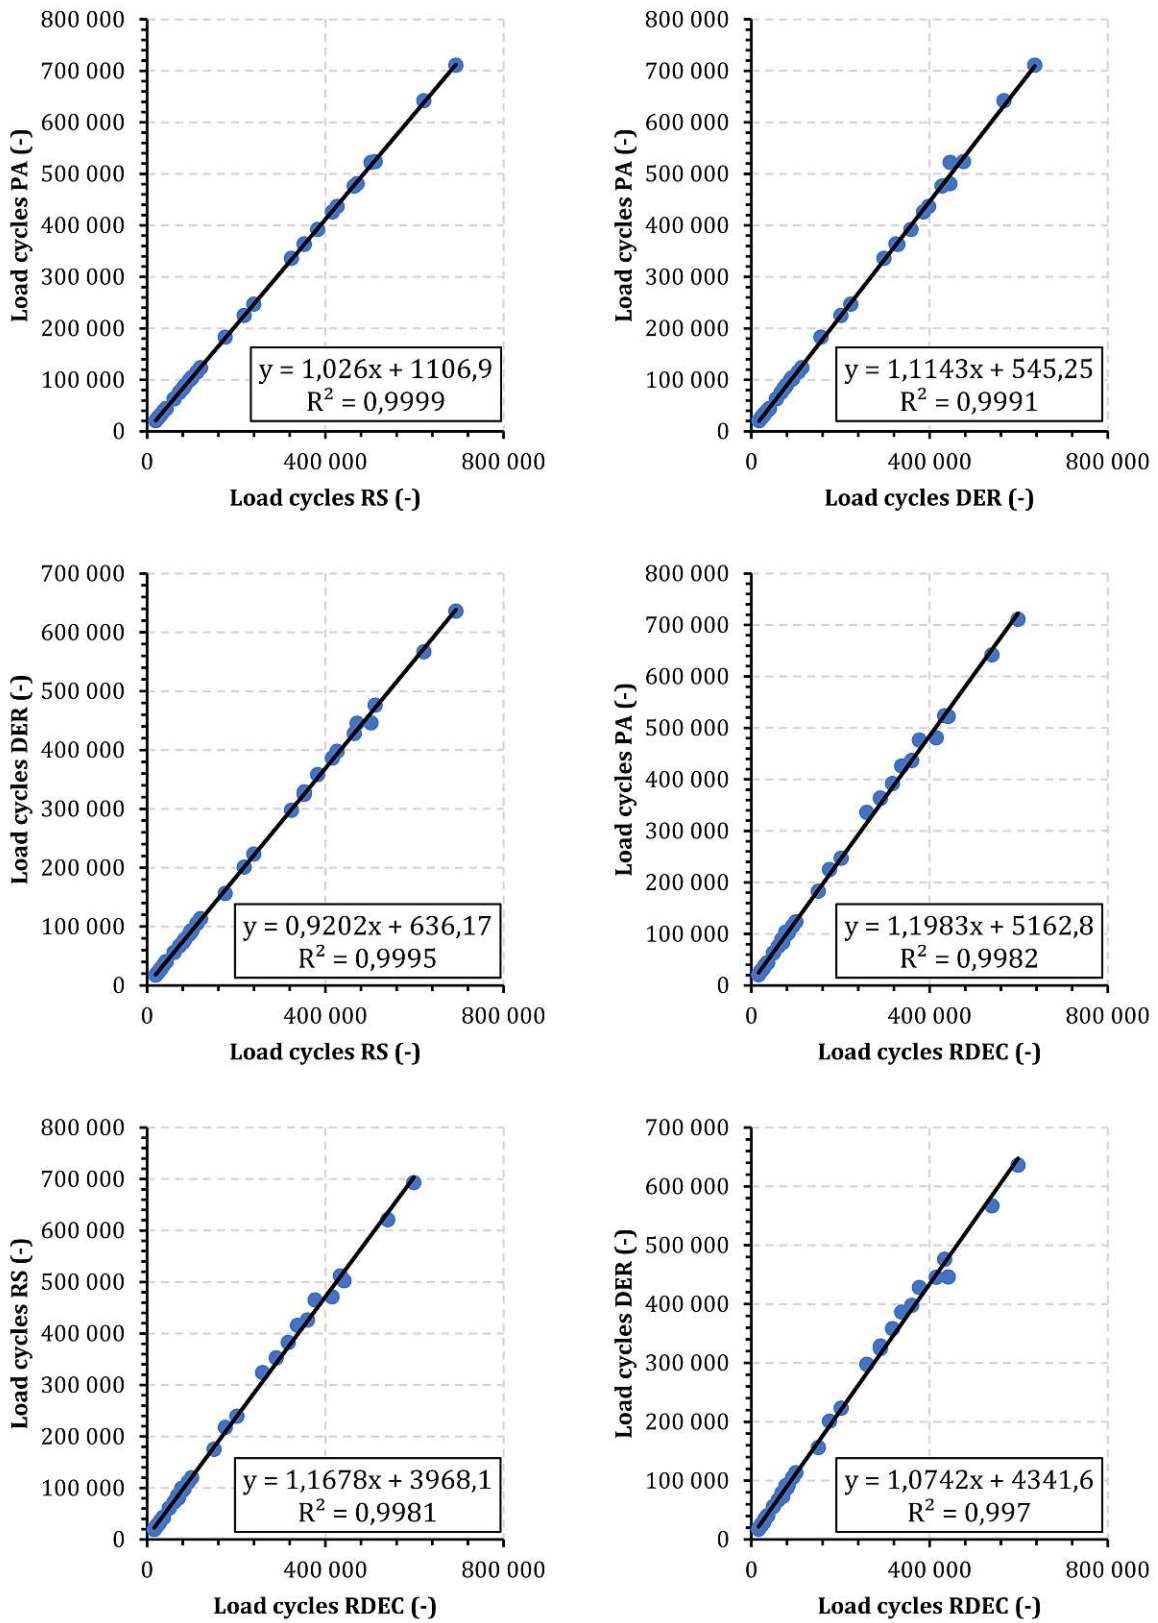 800 000
700 000
600 000
500 000
400 000
300 000
200 000
100 000
0
Load cycles PA (-)
y = 1,026x + 1106,9
R² = 0,9999
0
400 000
800 000
Load cycles RS (-)
800 000
700 000
600 000
500 000
400 000
300 000
200 000
100 000
0
Load cycles PA (-)
y = 1,1143x + 545,25
R² = 0,9991
0
400 000
800 000
Load cycles DER (-)
700 000
600 000
500 000
400 000
300 000
200 000
100 000
0
Load cycles DER (-)
y = 0,9202x + 636,17
R² = 0,9995
0
400 000
800 000
Load cycles RS (-)
800 000
700 000
600 000
500 000
400 000
300 000
200 000
100 000
0
Load cycles PA (-)
y = 1,1983x + 5162,8
R² = 0,9982
0
400 000
800 000
Load cycles RDEC (-)
800 000
700 000
600 000
500 000
400 000
300 000
200 000
100 000
0
Load cycles RS (-)
y = 1,1678x + 3968,1
R² = 0,9981
0
400 000
800 000
Load cycles RDEC (-)
700 000
600 000
500 000
400 000
300 000
200 000
100 000
0
Load cycles DER (-)
y = 1,0742x + 4341,6
R² = 0,997
0
400 000
800 000
Load cycles RDEC (-)